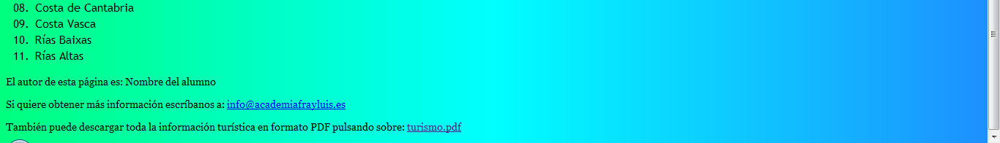 08. Costa de Cantabria
09. Costa Vasca
10. Rías Baixas
11. Rías Altas
El autor de esta página es: Nombre del alumno
Si quiere obtener más información escríbanos a: info@academiafrayluis.es
También puede descargar toda la información turística en formato PDF pulsando sobre: turismo.pdf